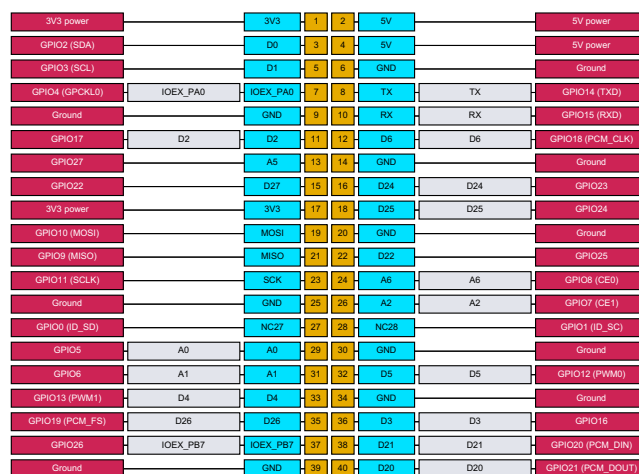 3V3 power 3V3 1 2 5V 5V power
GPIO2 (SDA) D0 3 4 5V 5V power
GPIO3 (SCL) D1 5 6 GND Ground
GPIO4 (GPCKL0) IOEX_PA0 IOEX_PA0 7 8 TX TX GPIO14 (TXD)
Ground GND 9 10 RX RX GPIO15 (RXD)
GPIO17 D2 D2 11 12 D6 D6 GPIO18 (PCM_CLK)
GPIO27 A5 13 14 GND Ground
GPIO22 D27 15 16 D24 D24 GPIO23
3V3 power 3V3 17 18 D25 D25 GPIO24
GPIO10 (MOSI) MOSI 19 20 GND Ground
GPIO9 (MISO) MISO 21 22 D22 GPIO25
GPIO11 (SCLK) SCK 23 24 A6 A6 GPIO8 (CE0)
Ground GND 25 26 A2 A2 GPIO7 (CE1)
GPIO0 (ID_SD) NC27 27 28 NC28 GPIO1 (ID_SC)
GPIO5 A0 A0 29 30 GND Ground
GPIO6 A1 A1 31 32 D5 D5 GPIO12 (PWM0)
GPIO13 (PWM1) D4 D4 33 34 GND Ground
GPIO19 (PCM_FS) D26 D26 35 36 D3 D3 GPIO16
GPIO26 IOEX_PB7 IOEX_PB7 37 38 D21 D21 GPIO20 (PCM_DIN)
Ground GND 39 40 D20 D20 GPIO21 (PCM_DOUT)